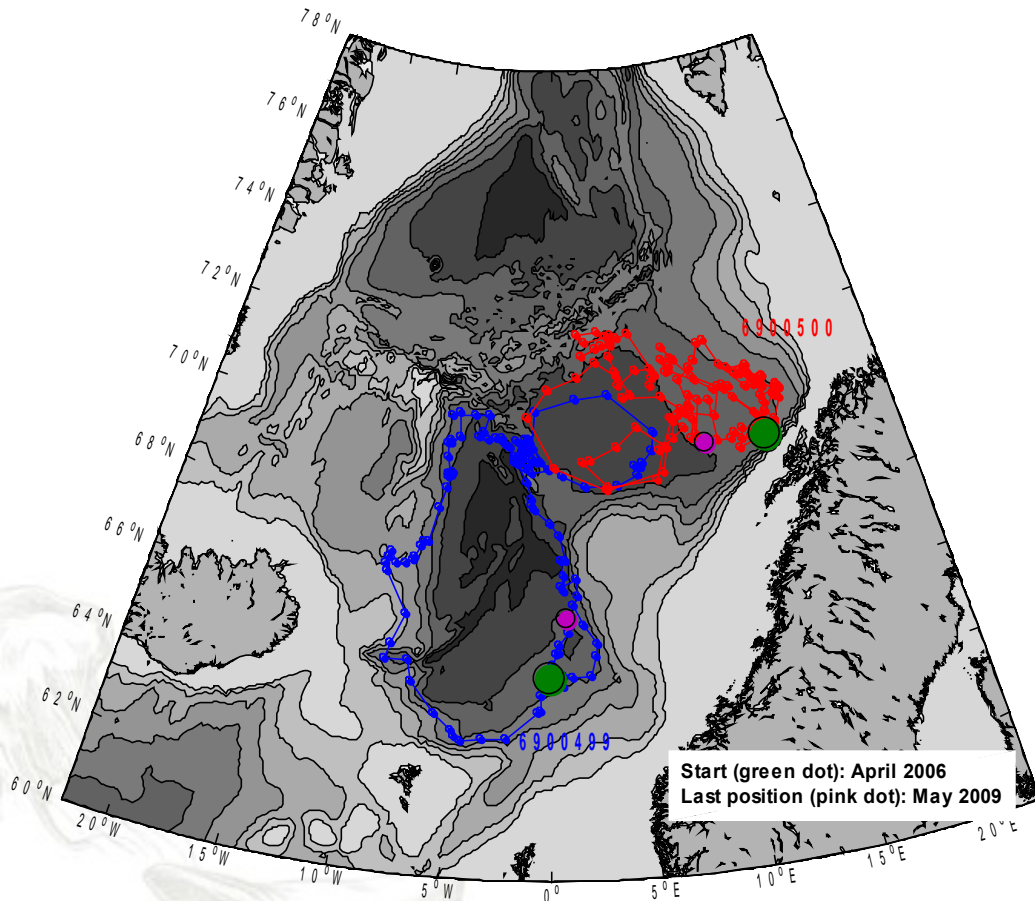 78°N
76°N
74°N
72°N
70°N
68°N
66°N
64°N
62°N
60°N
6900500
6900499
Start (green dot): April 2006
Last position (pink dot): May 2009
20°W
15°W
10°W
5°W
0°
5°E
10°E
15°E
20°E